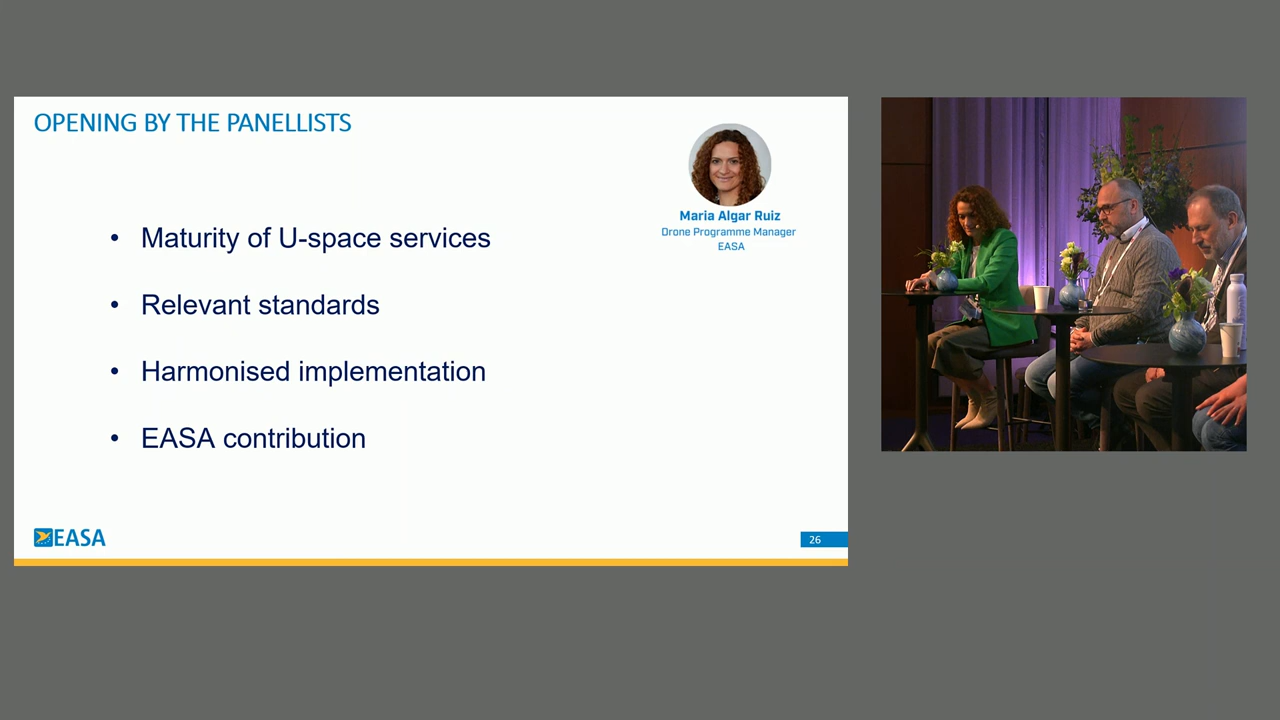 OPENING BY THE PANELLISTS
Maria Algar Ruiz
Drone Programme Manager
EASA
• Maturity of U-space services
• Relevant standards
• Harmonised implementation
• EASA contribution
EASA
26